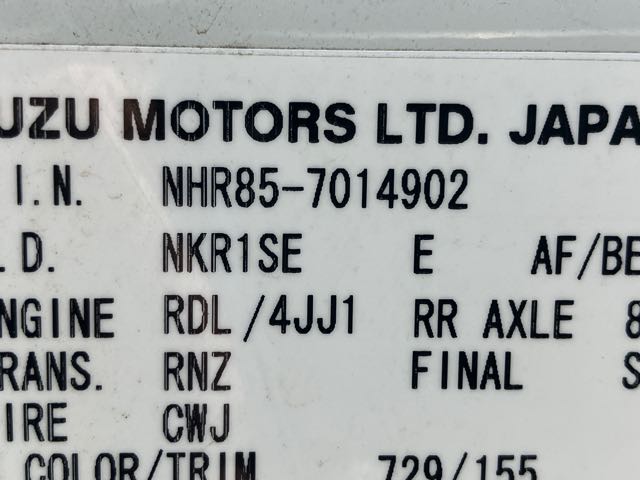 UZU MOTORS LTD. JAPA
I.N. NHR85-7014902
.D. NKR1SE E AF/BE
NGINE RDL/4JJ1 RR AXLE 8
RANS. RNZ FINAL S
IRE CWJ
COLOR/TRIM 729/155